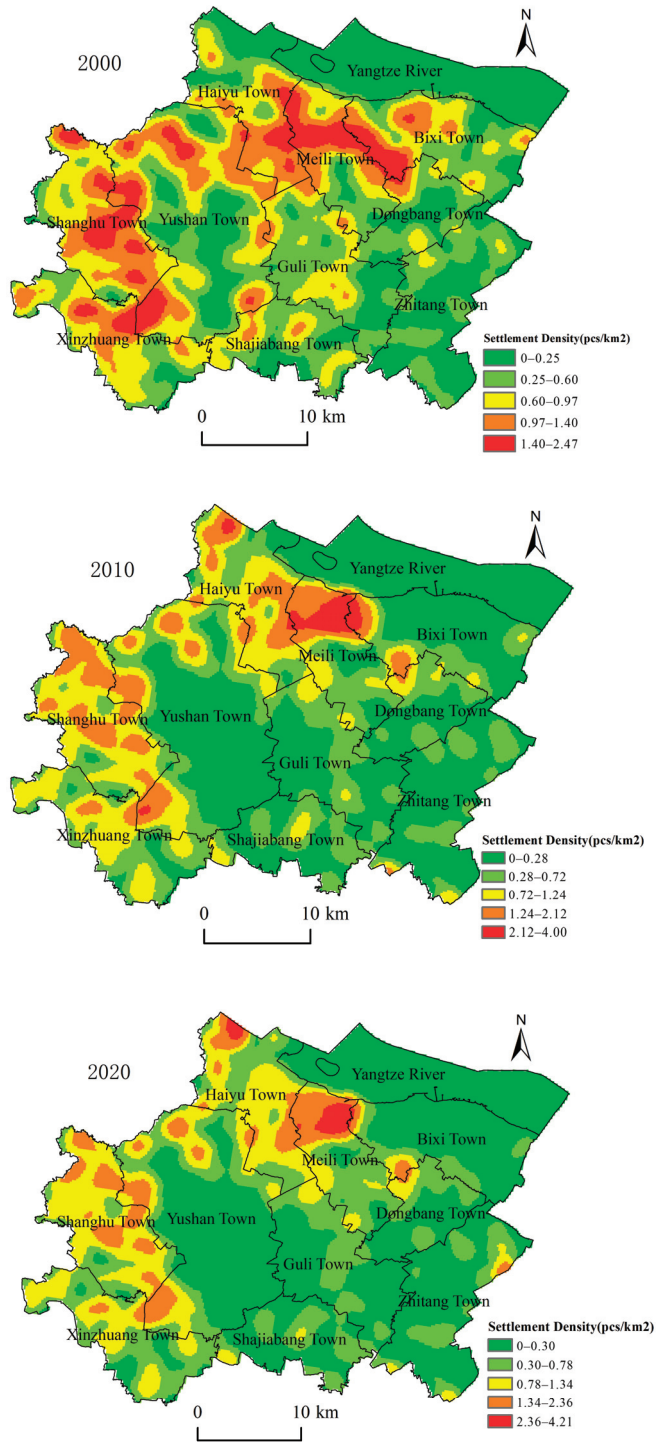 N
2000
Yangtze River
Haiyu Town
Bixi Town
Meili Town
Shanghu Town
Yushan Town
Dongbang Town
Guli Town
Zhitang Town
Xinzhuang Town
Shajiabang Town
Settlement Density(pcs/km2)
0–0.25
0.25–0.60
0.60–0.97
0.97–1.40
1.40–2.47
0 10 km
N
2010
Yangtze River
Haiyu Town
Bixi Town
Meili Town
Dongbang Town
Shanghu Town
Yushan Town
Guli Town
Zhitang Town
Xinzhuang Town
Shajiabang Town
Settlement Density(pcs/km2)
0–0.28
0.28–0.72
0.72–1.24
1.24–2.12
2.12–4.00
0 10 km
N
2020
Yangtze River
Haiyu Town
Bixi Town
Meili Town
Dongbang Town
Shanghu Town
Yushan Town
Guli Town
Zhitang Town
Xinzhuang Town
Shajiabang Town
Settlement Density(pcs/km2)
0–0.30
0.30–0.78
0.78–1.34
1.34–2.36
2.36–4.21
0 10 km